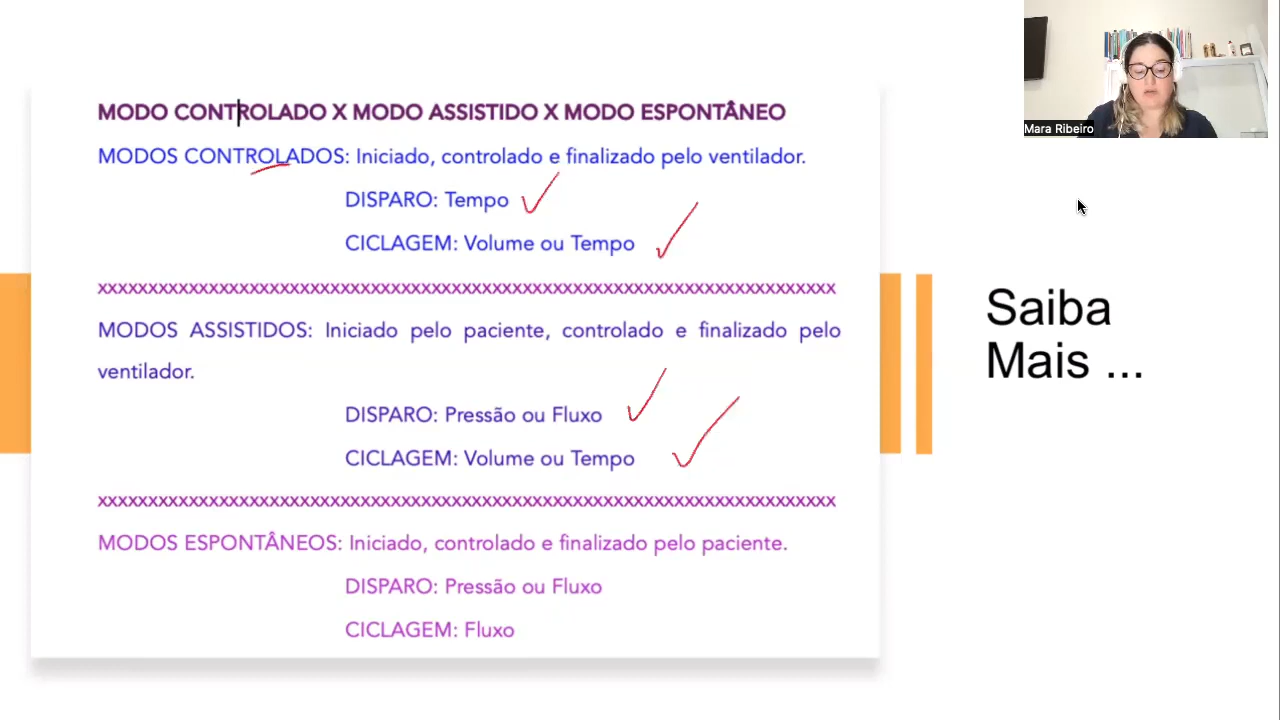 MODO CONTROLADO X MODO ASSISTIDO X MODO ESPONTÂNEO
MODOS CONTROLADOS: Iniciado, controlado e finalizado pelo ventilador.
DISPARO: Tempo
CICLAGEM: Volume ou Tempo
xxxxxxxxxxxxxxxxxxxxxxxxxxxxxxxxxxxxxxxxxxxxxxxxxxxxxxxxxxxxxxxxxxxxxxxx
MODOS ASSISTIDOS: Iniciado pelo paciente, controlado e finalizado pelo
ventilador.
DISPARO: Pressão ou Fluxo
CICLAGEM: Volume ou Tempo
xxxxxxxxxxxxxxxxxxxxxxxxxxxxxxxxxxxxxxxxxxxxxxxxxxxxxxxxxxxxxxxxxxxxxxxx
MODOS ESPONTÂNEOS: Iniciado, controlado e finalizado pelo paciente.
DISPARO: Pressão ou Fluxo
CICLAGEM: Fluxo
Saiba
Mais ...
Mara Ribeiro